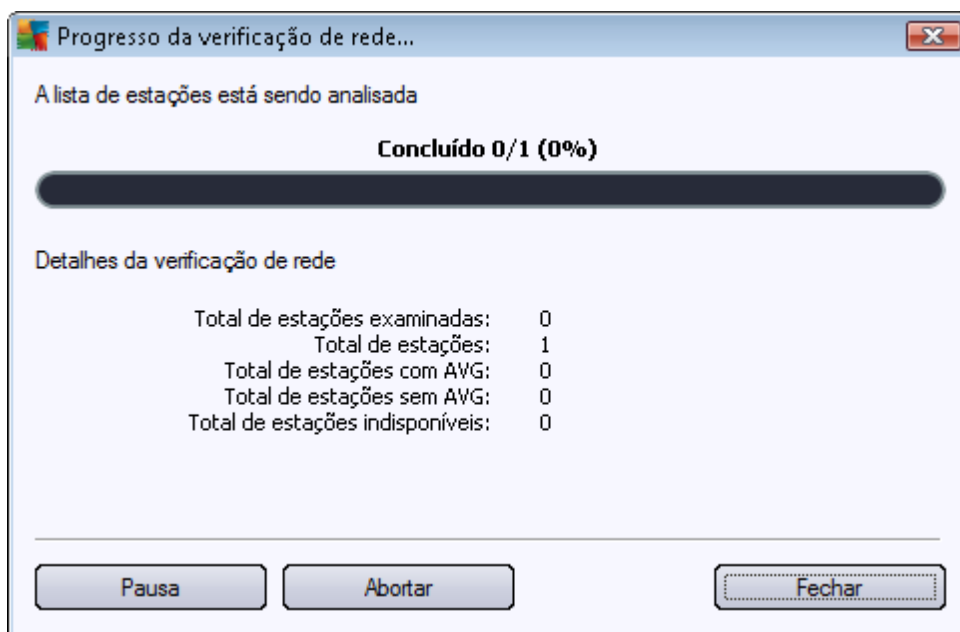 Progresso da verificação de rede...
A lista de estações está sendo analisada
Concluído 0/1 (0%)
Detalhes da verificação de rede
Total de estações examinadas: 0
Total de estações: 1
Total de estações com AVG: 0
Total de estações sem AVG: 0
Total de estações indisponíveis: 0
Pausa Abortar Fechar